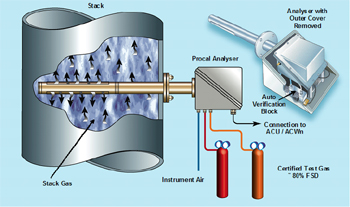 Stack
Analyser with
Outer Cover
Removed
Procal Analyser
Auto
Verification
Block
Connection to
ACU / ACWn
Stack Gas
Instrument Air
Certified Test Gas
~ 80% FSD